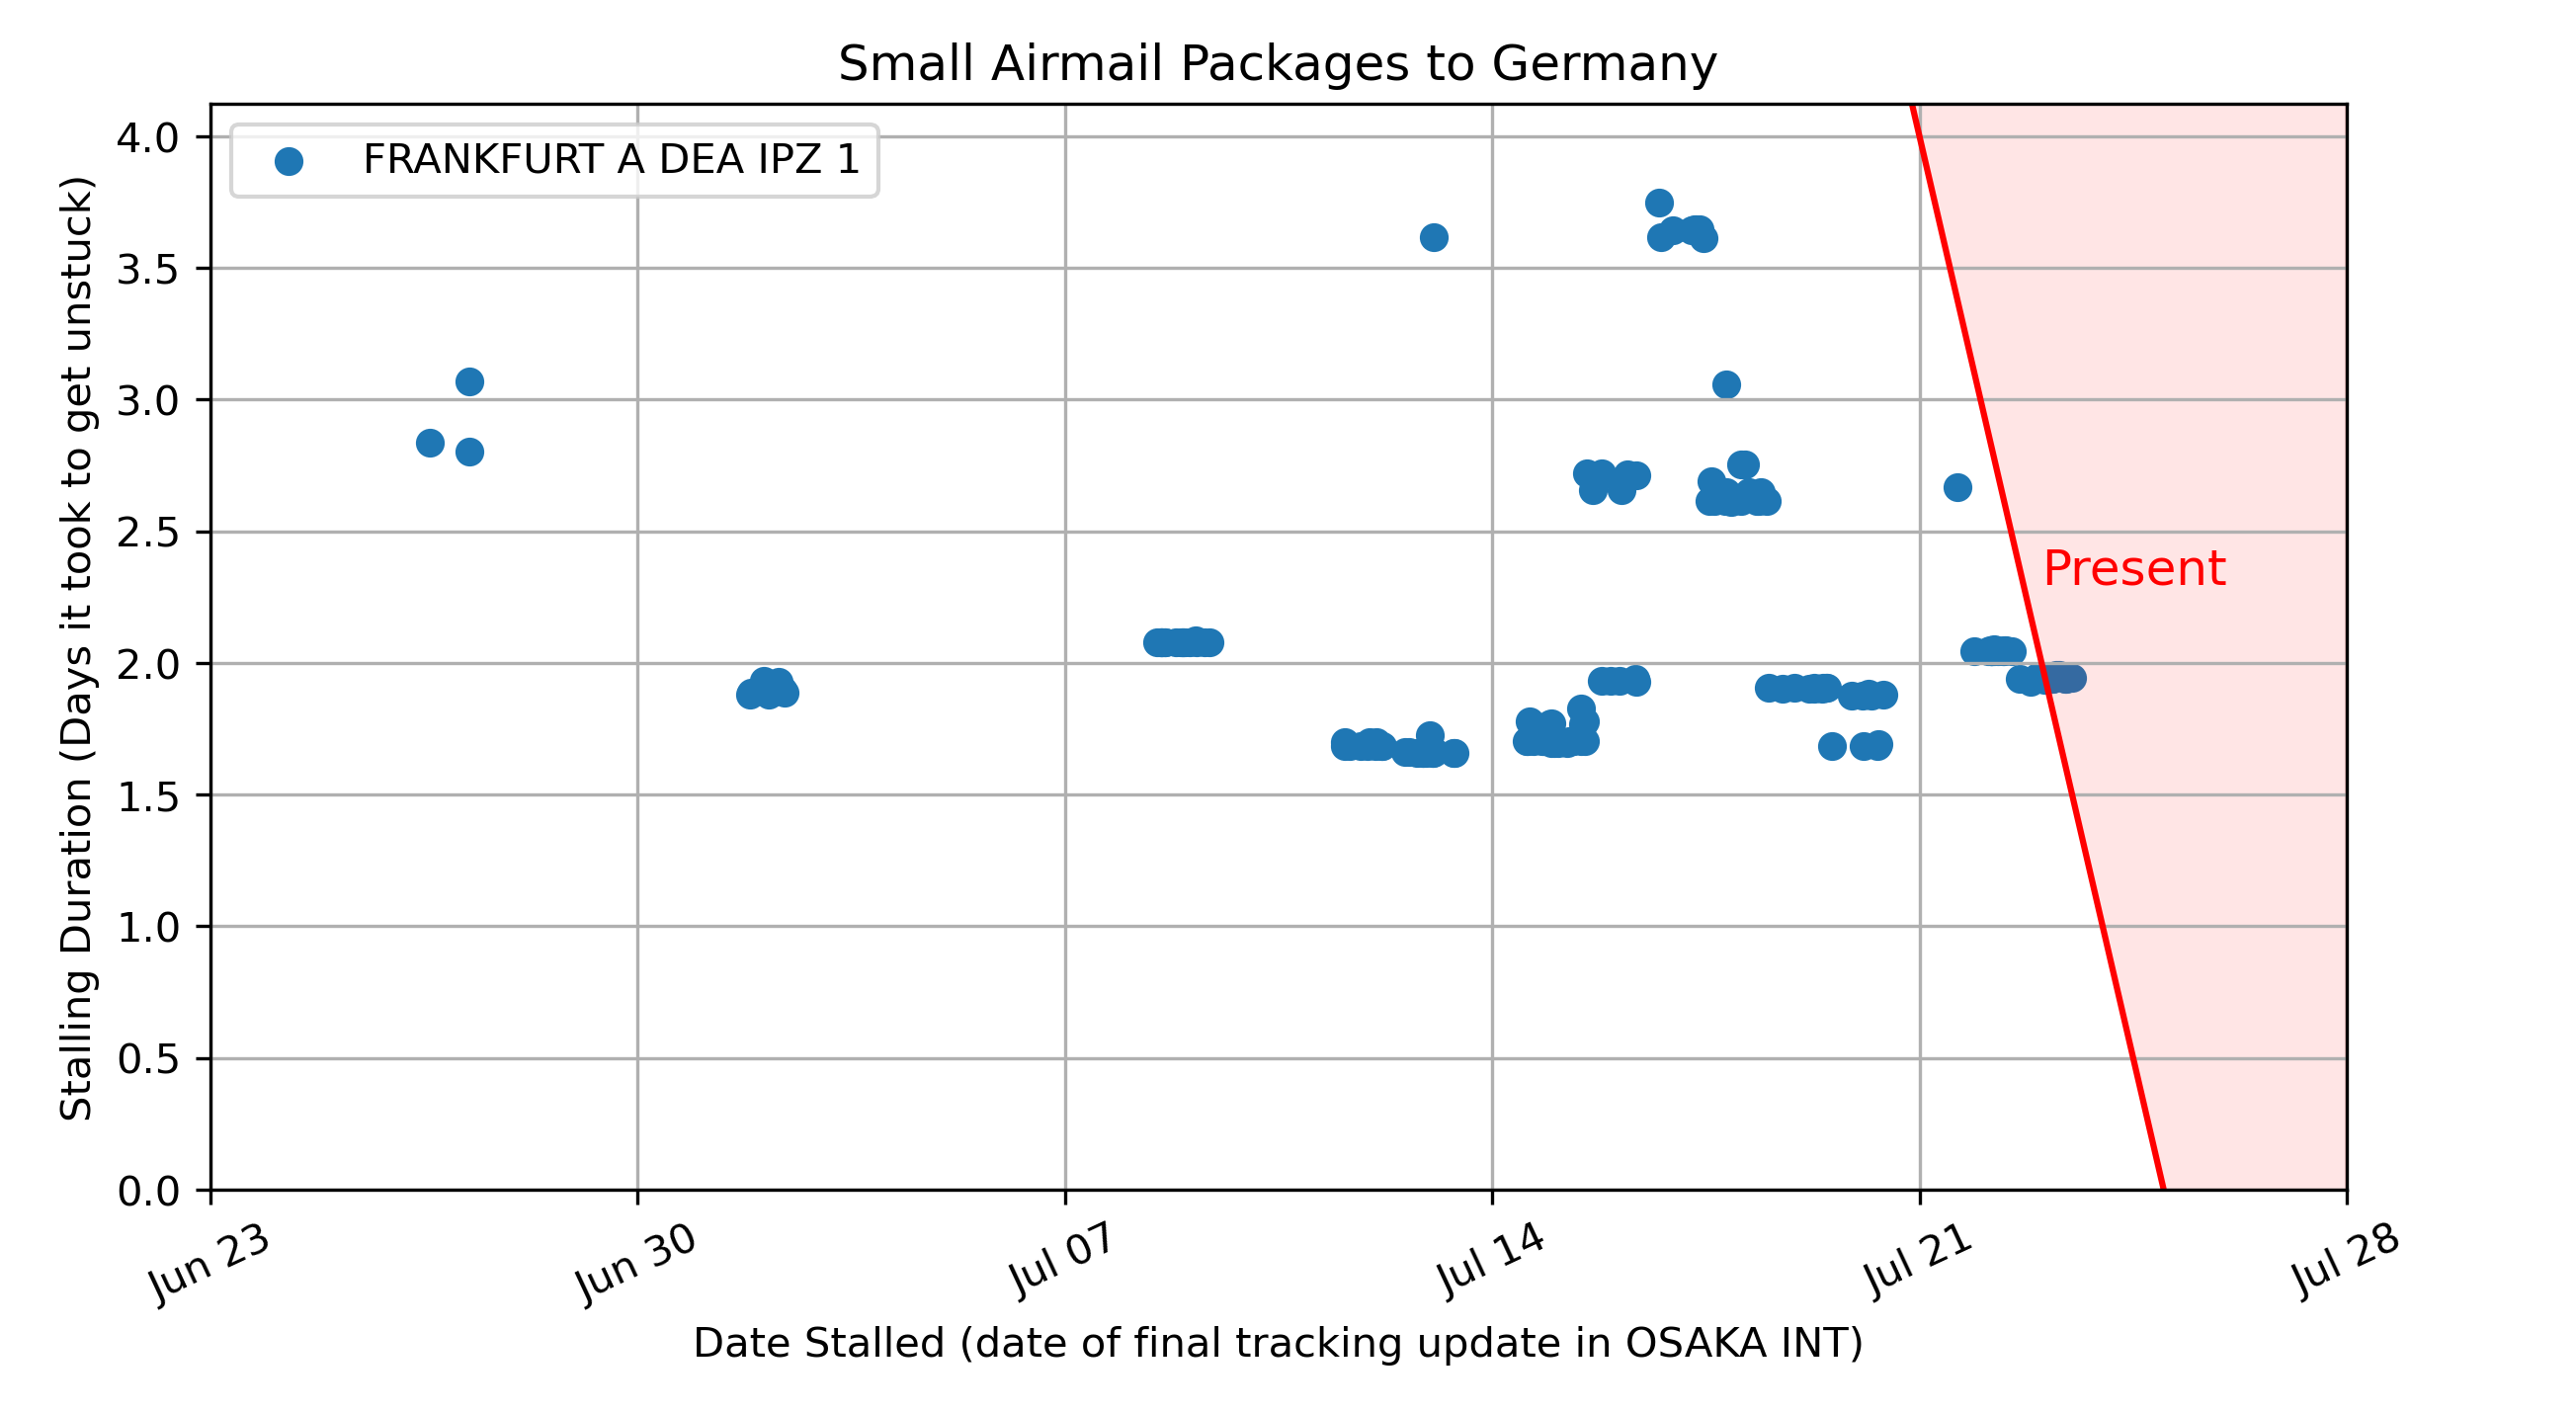 Small Airmail Packages to Germany
FRANKFURT A DEA IPZ 1
Stalling Duration (Days it took to get unstuck)
4.0
3.5
3.0
2.5
2.0
1.5
1.0
0.5
0.0
Present
Jun 23
Jun 30
Jul 07
Jul 14
Jul 21
Jul 28
Date Stalled (date of final tracking update in OSAKA INT)